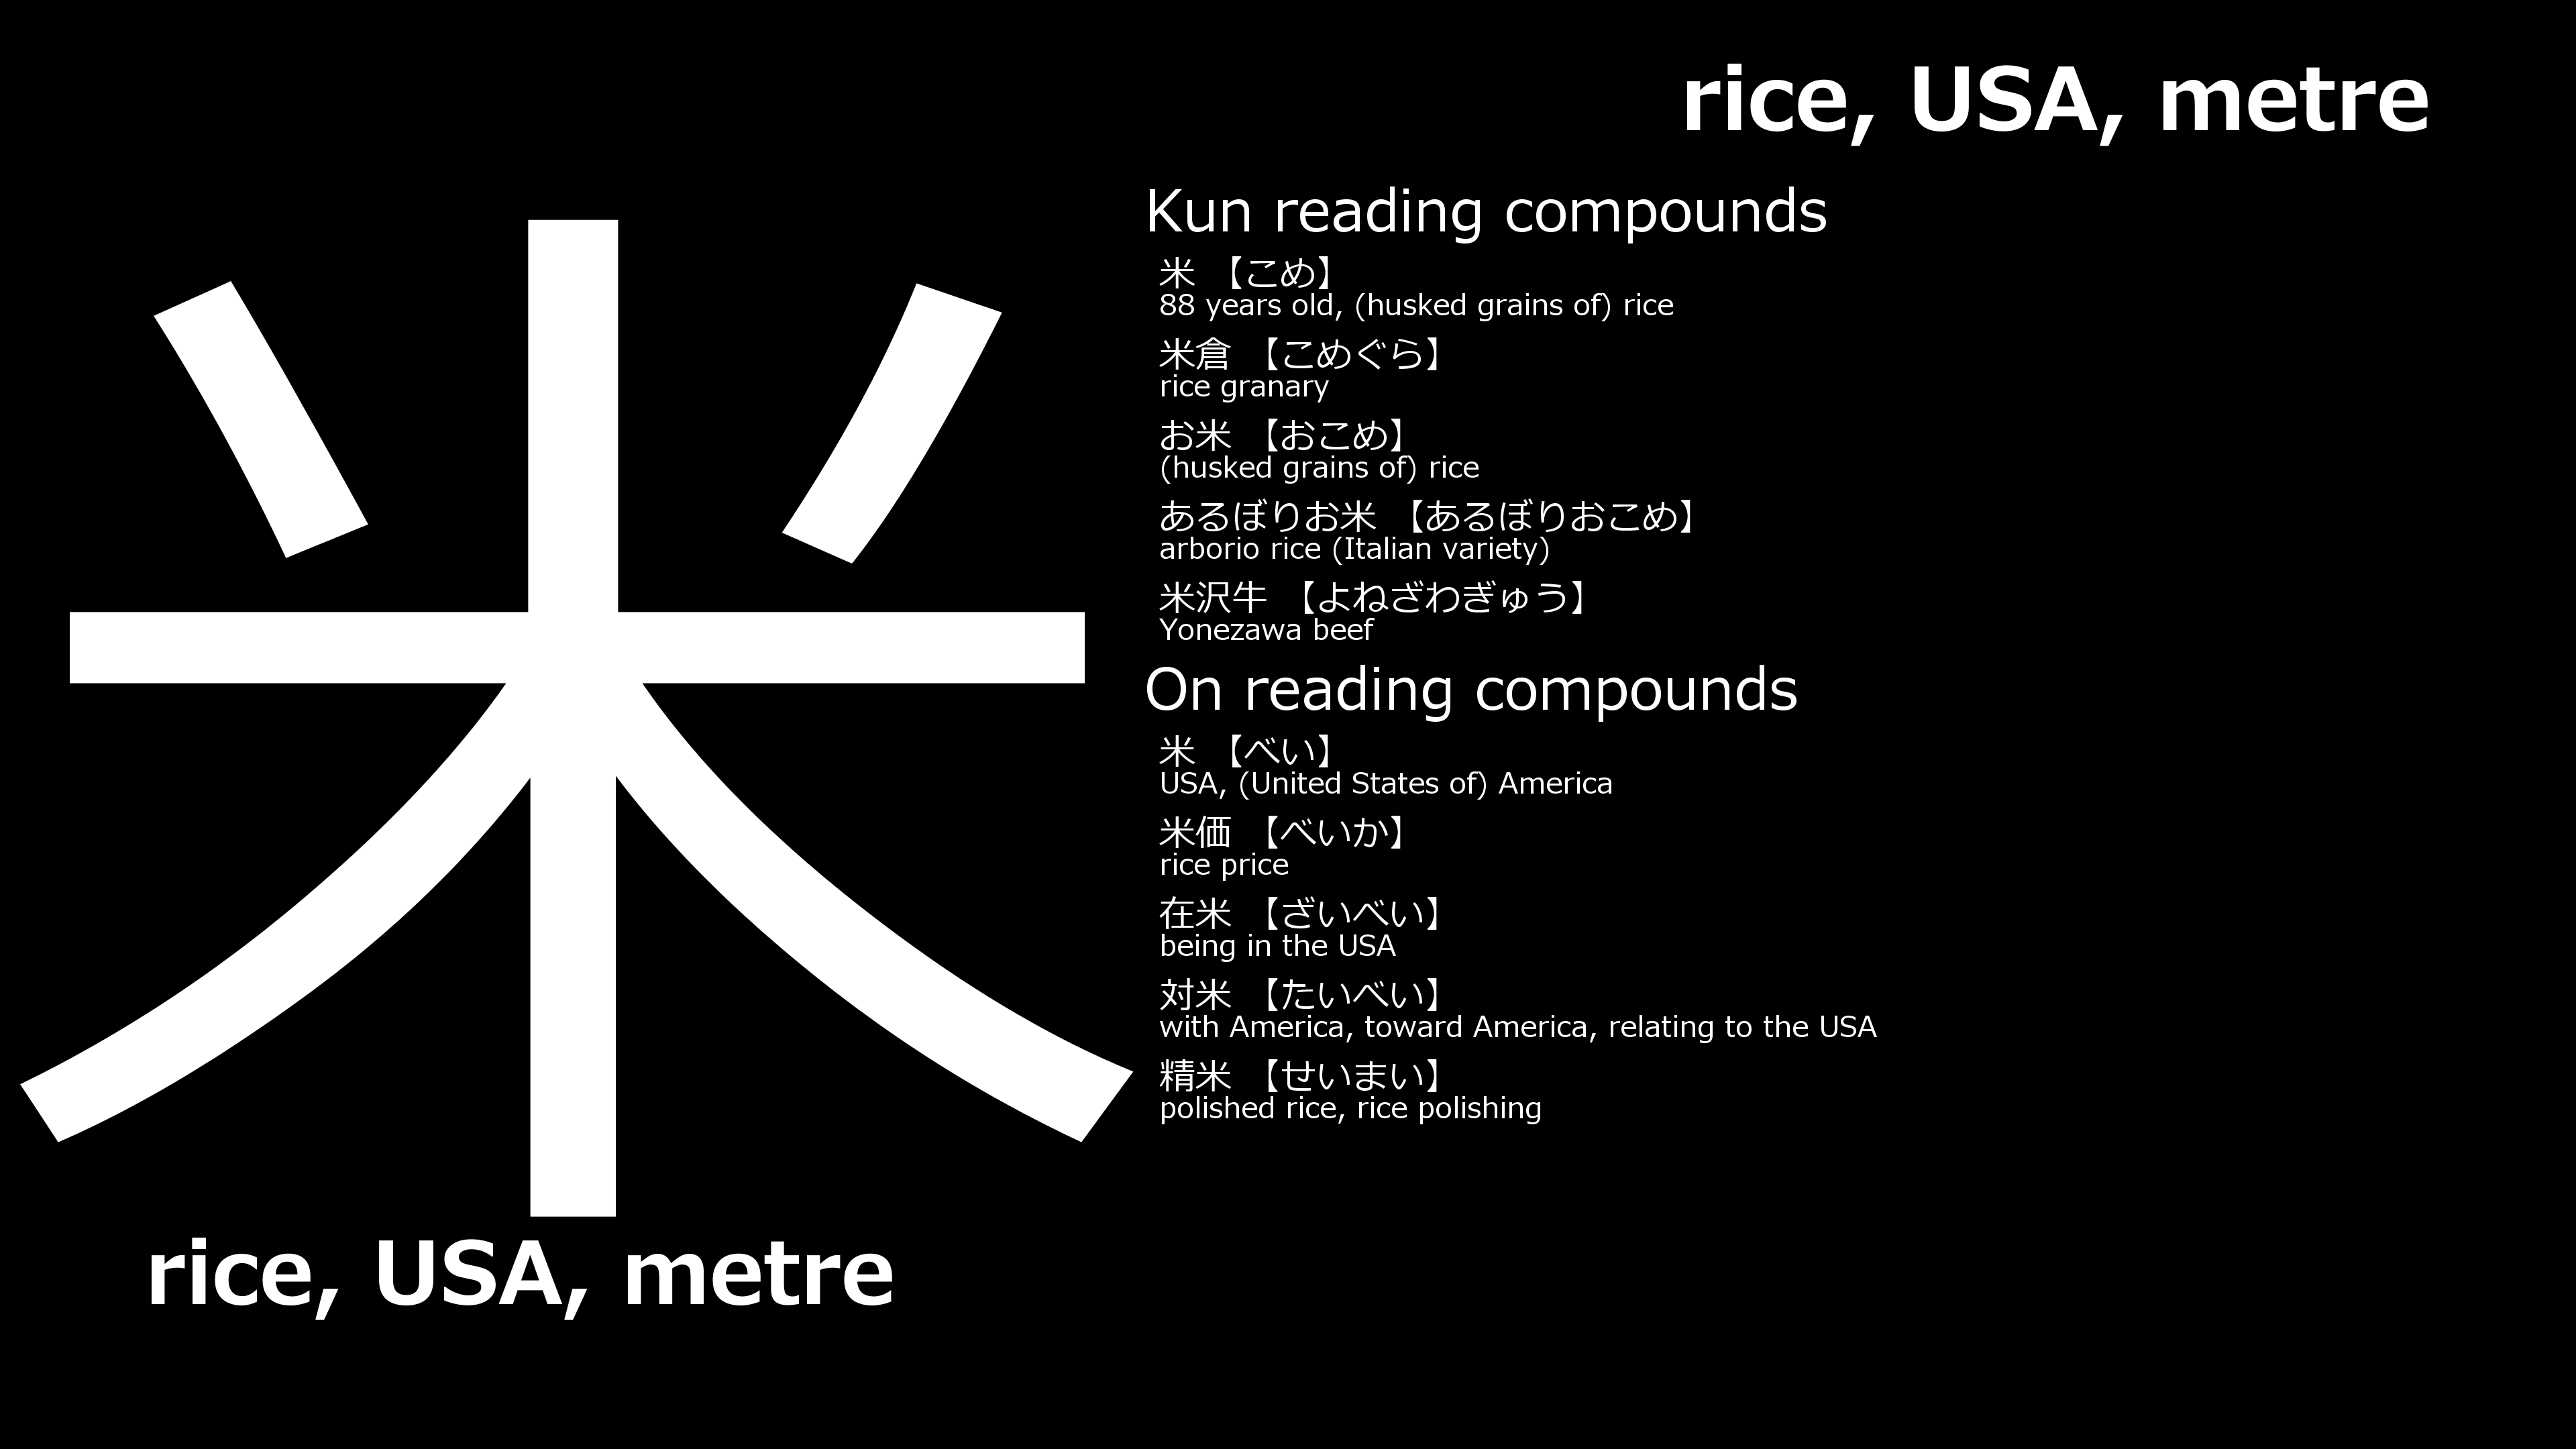 rice, USA, metre
米
rice, USA, metre
Kun reading compounds
米 【こめ】
88 years old, (husked grains of) rice
米倉 【こめぐら】
rice granary
お米 【おこめ】
(husked grains of) rice
あるぼりお米 【あるぼりおこめ】
arborio rice (Italian variety)
米沢牛 【よねざわぎゅう】
Yonezawa beef
On reading compounds
米 【べい】
USA, (United States of) America
米価 【べいか】
rice price
在米 【ざいべい】
being in the USA
対米 【たいべい】
with America, toward America, relating to the USA
精米 【せいまい】
polished rice, rice polishing